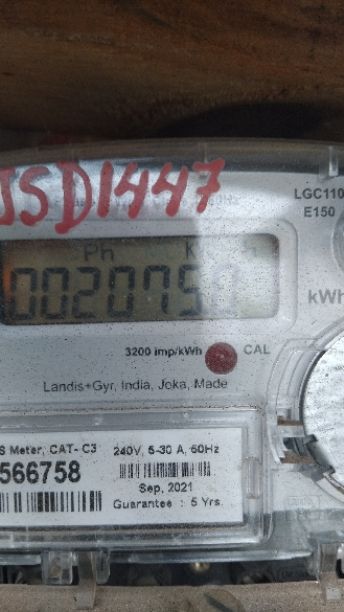 JSD1447
LGC110
E150
Ph
kWh
3200 imp/kWh
CAL
Landis+Gyr, India, Joka, Made
S Meter, CAT- C3
240V, 5-30 A, 50Hz
566758
Sep, 2021
Guarantee : 5 Yrs.